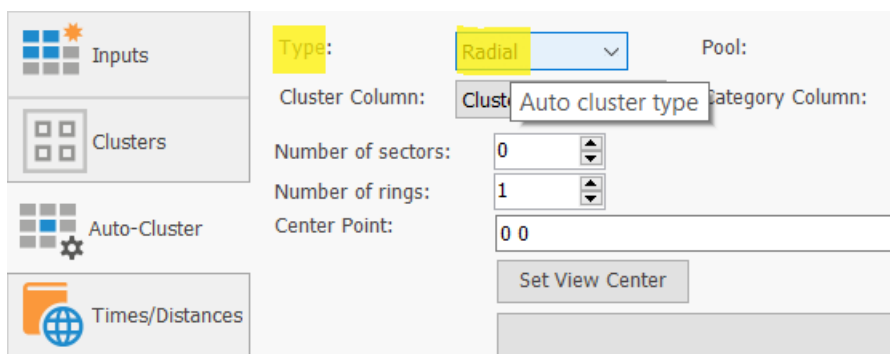 Inputs
Clusters
Auto-Cluster
Times/Distances
Type: Radial Pool:
Cluster Column: Clust Category Column:
Auto cluster type
Number of sectors: 0
Number of rings: 1
Center Point: 0 0
Set View Center